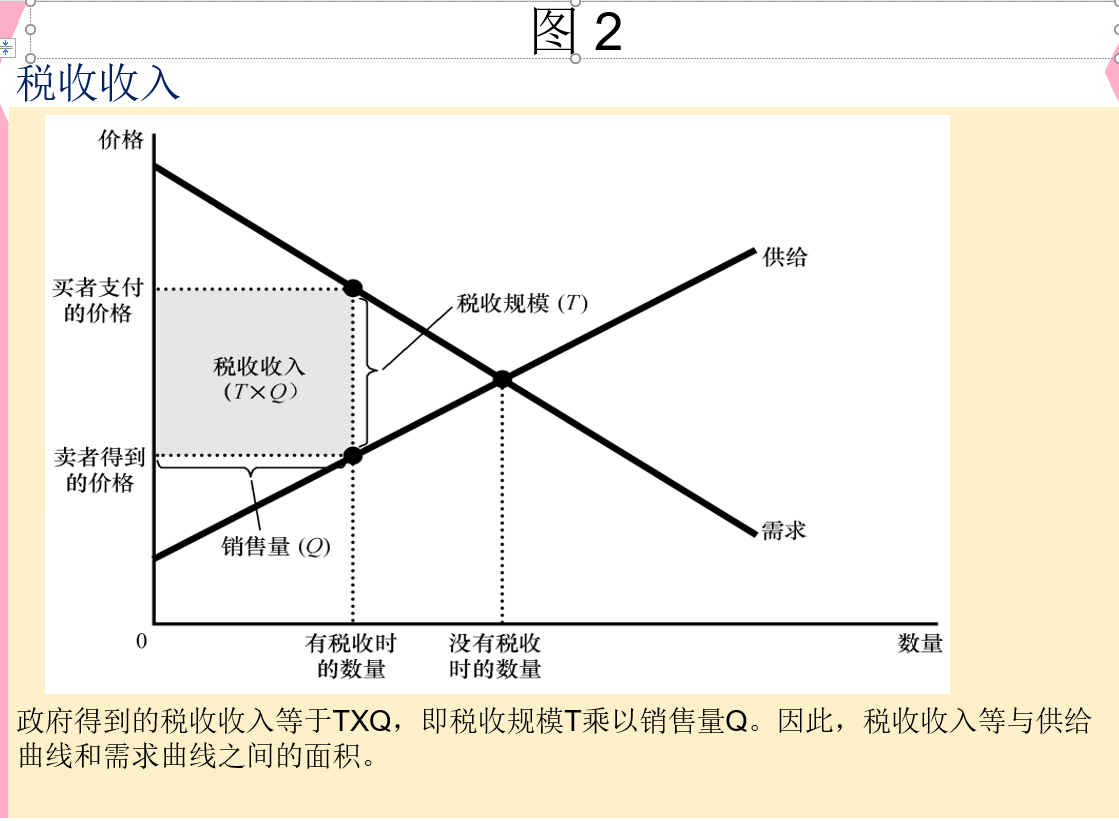 图 2
税收收入
价格
供给
买者支付
的价格
税收规模 (T)
税收收入
(T×Q)
卖者得到
的价格
需求
销售量 (Q)
0
有税收时
的数量
没有税收
时的数量
数量
政府得到的税收收入等于TXQ，即税收规模T乘以销售量Q。因此，税收收入等与供给
曲线和需求曲线之间的面积。